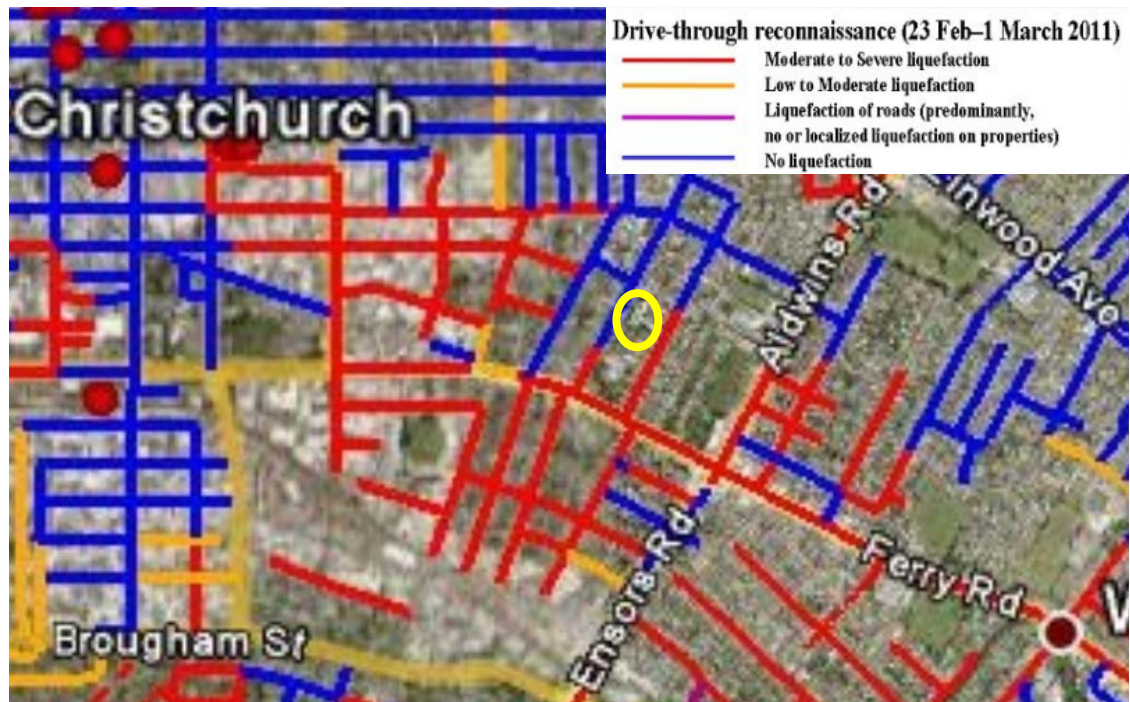 Drive-through reconnaissance (23 Feb–1 March 2011)
Moderate to Severe liquefaction
Low to Moderate liquefaction
Liquefaction of roads (predominantly,
no or localized liquefaction on properties)
No liquefaction
Christchurch
Linwood Ave
Aldwins Rd
Ferry Rd
Ensors Rd
Brougham St
W